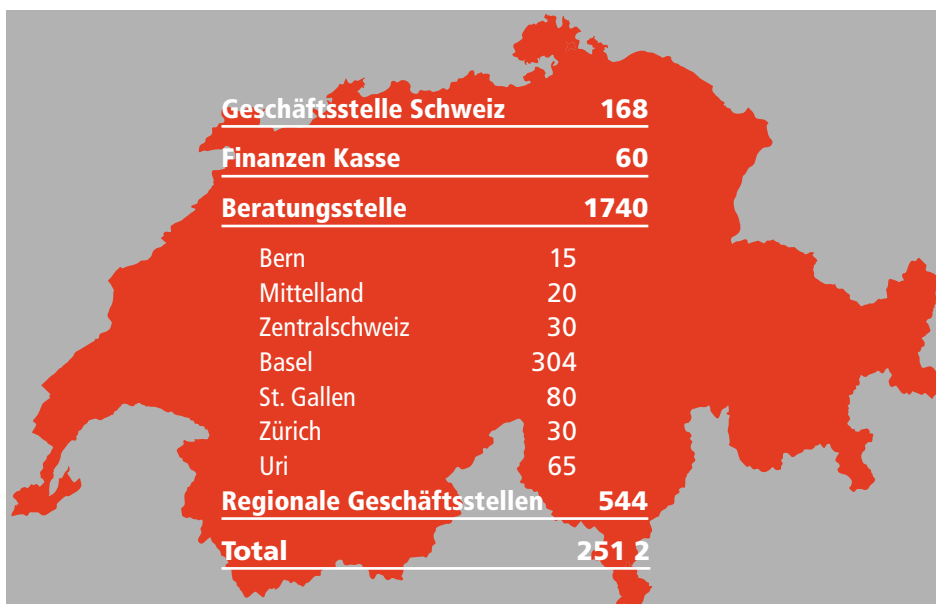 Geschäftsstelle Schweiz 168
Finanzen Kasse 60
Beratungsstelle 1740
Bern 15
Mittelland 20
Zentralschweiz 30
Basel 304
St. Gallen 80
Zürich 30
Uri 65
Regionale Geschäftsstellen 544
Total 251 2